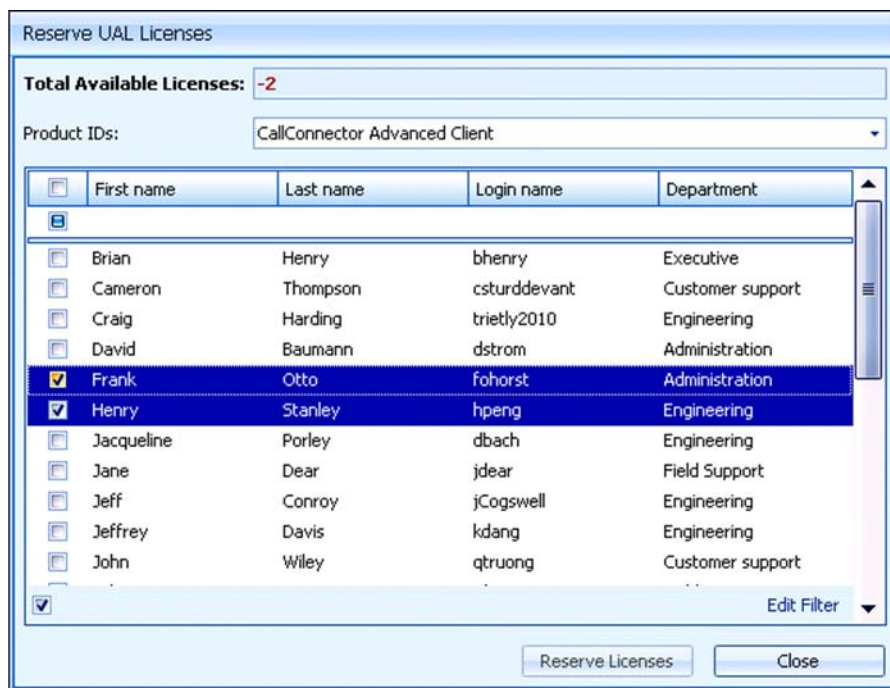 Reserve UAL Licenses
Total Available Licenses: -2
Product IDs: CallConnector Advanced Client
First name Last name Login name Department
Brian Henry bhenry Executive
Cameron Thompson csturddevant Customer support
Craig Harding trietly2010 Engineering
David Baumann dstrom Administration
Frank Otto fohorst Administration
Henry Stanley hpeng Engineering
Jacqueline Porley dbach Engineering
Jane Dear jdear Field Support
Jeff Conroy jCogswell Engineering
Jeffrey Davis kdang Engineering
John Wiley qtruong Customer support
Edit Filter
Reserve Licenses Close